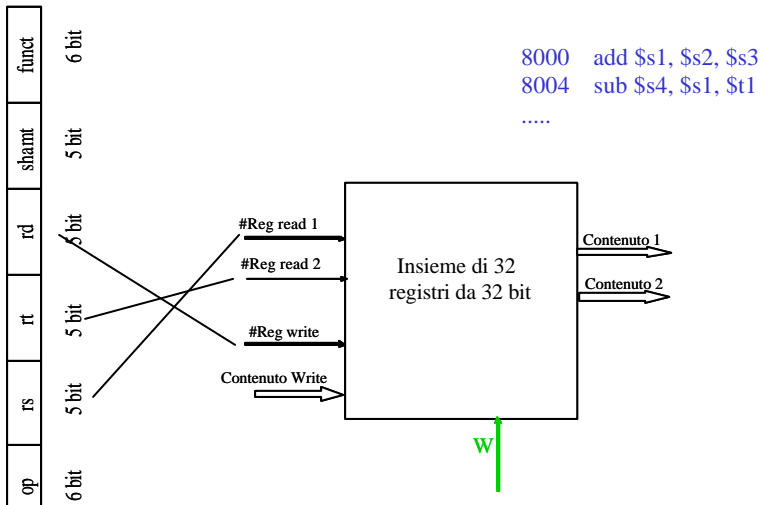 funct
6 bit
shamt
5 bit
rd
5 bit
rt
5 bit
rs
5 bit
op
6 bit
8000 add $s1, $s2, $s3
8004 sub $s4, $s1, $t1
.....
#Reg read 1
#Reg read 2
#Reg write
Contenuto Write
Insieme di 32
registri da 32 bit
Contenuto 1
Contenuto 2
W